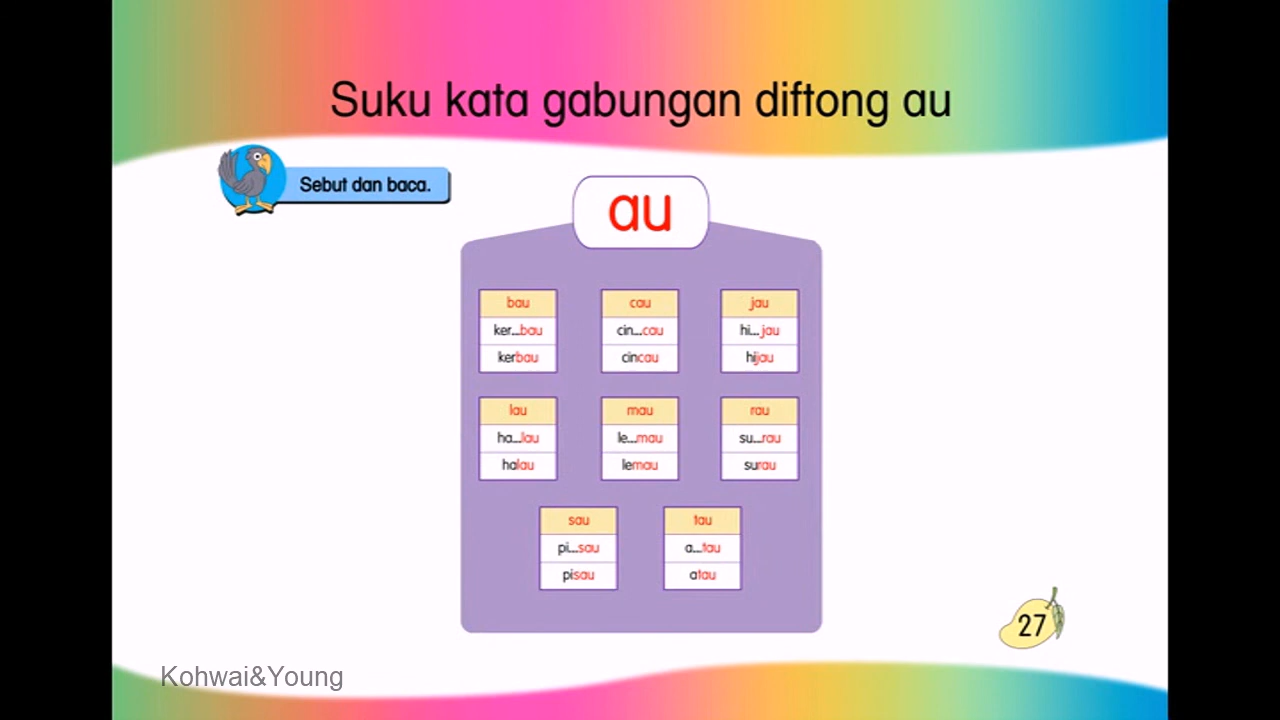 Suku kata gabungan diftong au
Sebut dan baca.
au
bau
ker...bau
kerbau
cau
cin...cau
cincau
jau
hi...jau
hijau
lau
ha...lau
halau
mau
le...mau
lemau
rau
su...rau
surau
sau
pi...sau
pisau
tau
a...tau
atau
27
Kohwai&Young